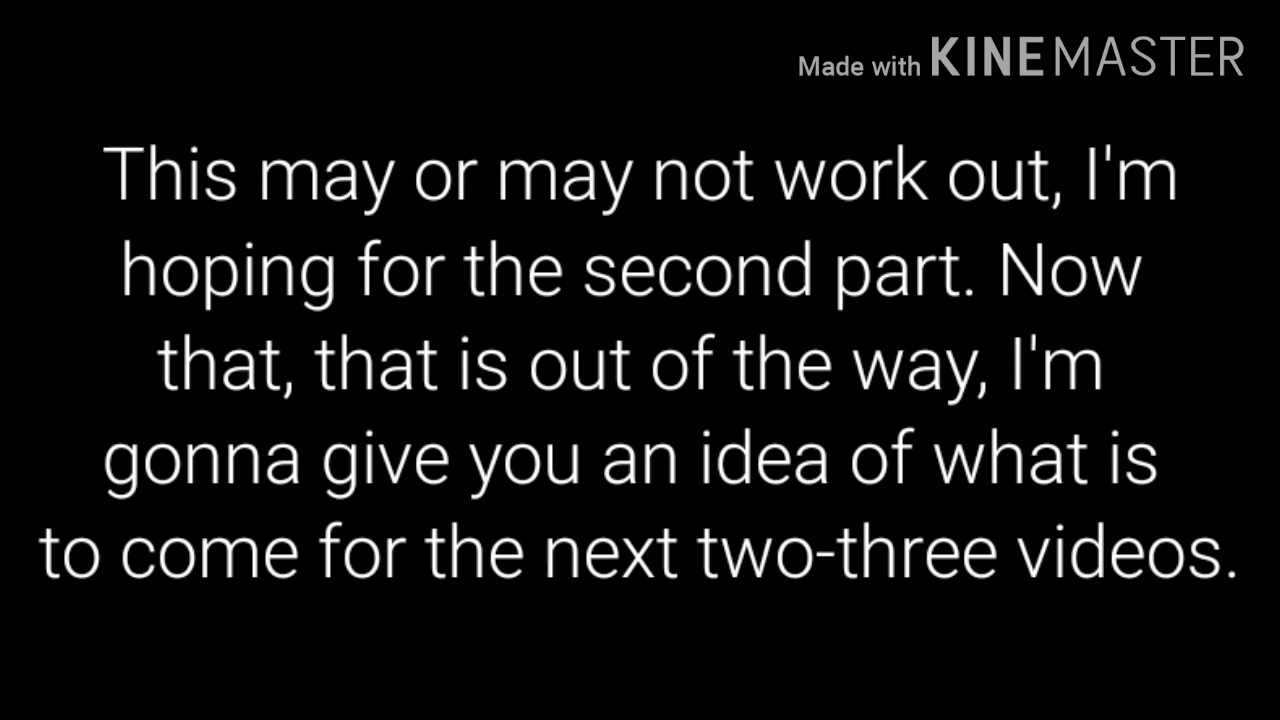 Made with KINEMASTER
This may or may not work out, I'm
hoping for the second part. Now
that, that is out of the way, I'm
gonna give you an idea of what is
to come for the next two-three videos.